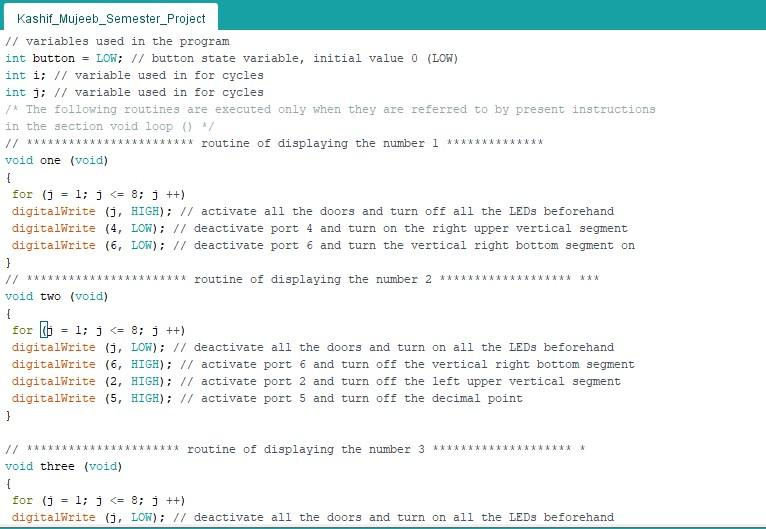 Kashif_Mujeeb_Semester_Project
// variables used in the program
int button = LOW; // button state variable, initial value 0 (LOW)
int i; // variable used in for cycles
int j; // variable used in for cycles
/* The following routines are executed only when they are referred to by present instructions
in the section void loop () */
// ************************ routine of displaying the number 1 **************
void one (void)
{
for (j = 1; j <= 8; j ++)
digitalWrite (j, HIGH); // activate all the doors and turn off all the LEDs beforehand
digitalWrite (4, LOW); // deactivate port 4 and turn on the right upper vertical segment
digitalWrite (6, LOW); // deactivate port 6 and turn the vertical right bottom segment on
}
// *********************** routine of displaying the number 2 ******************* ***
void two (void)
{
for (j = 1; j <= 8; j ++)
digitalWrite (j, LOW); // deactivate all the doors and turn on all the LEDs beforehand
digitalWrite (6, HIGH); // activate port 6 and turn off the vertical right bottom segment
digitalWrite (2, HIGH); // activate port 2 and turn off the left upper vertical segment
digitalWrite (5, HIGH); // activate port 5 and turn off the decimal point
}
// ********************** routine of displaying the number 3 ******************** *
void three (void)
{
for (j = 1; j <= 8; j ++)
digitalWrite (j, LOW); // deactivate all the doors and turn on all the LEDs beforehand